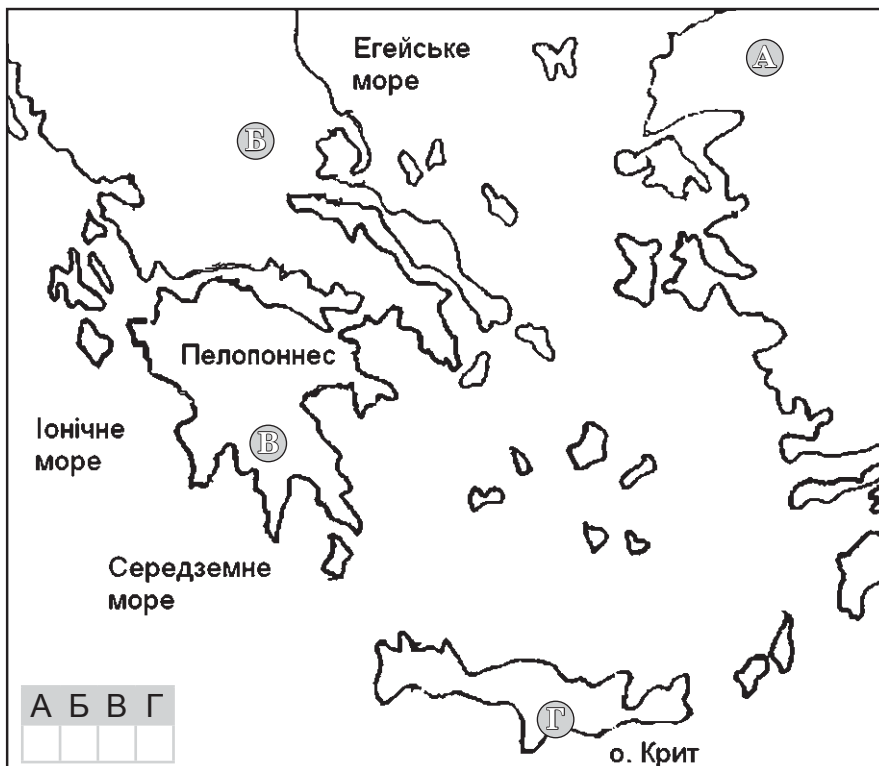 Егейське
море
А
Б
Пелопоннес
Іонічне
море
В
Середземне
море
А Б В Г
Г
о. Крит